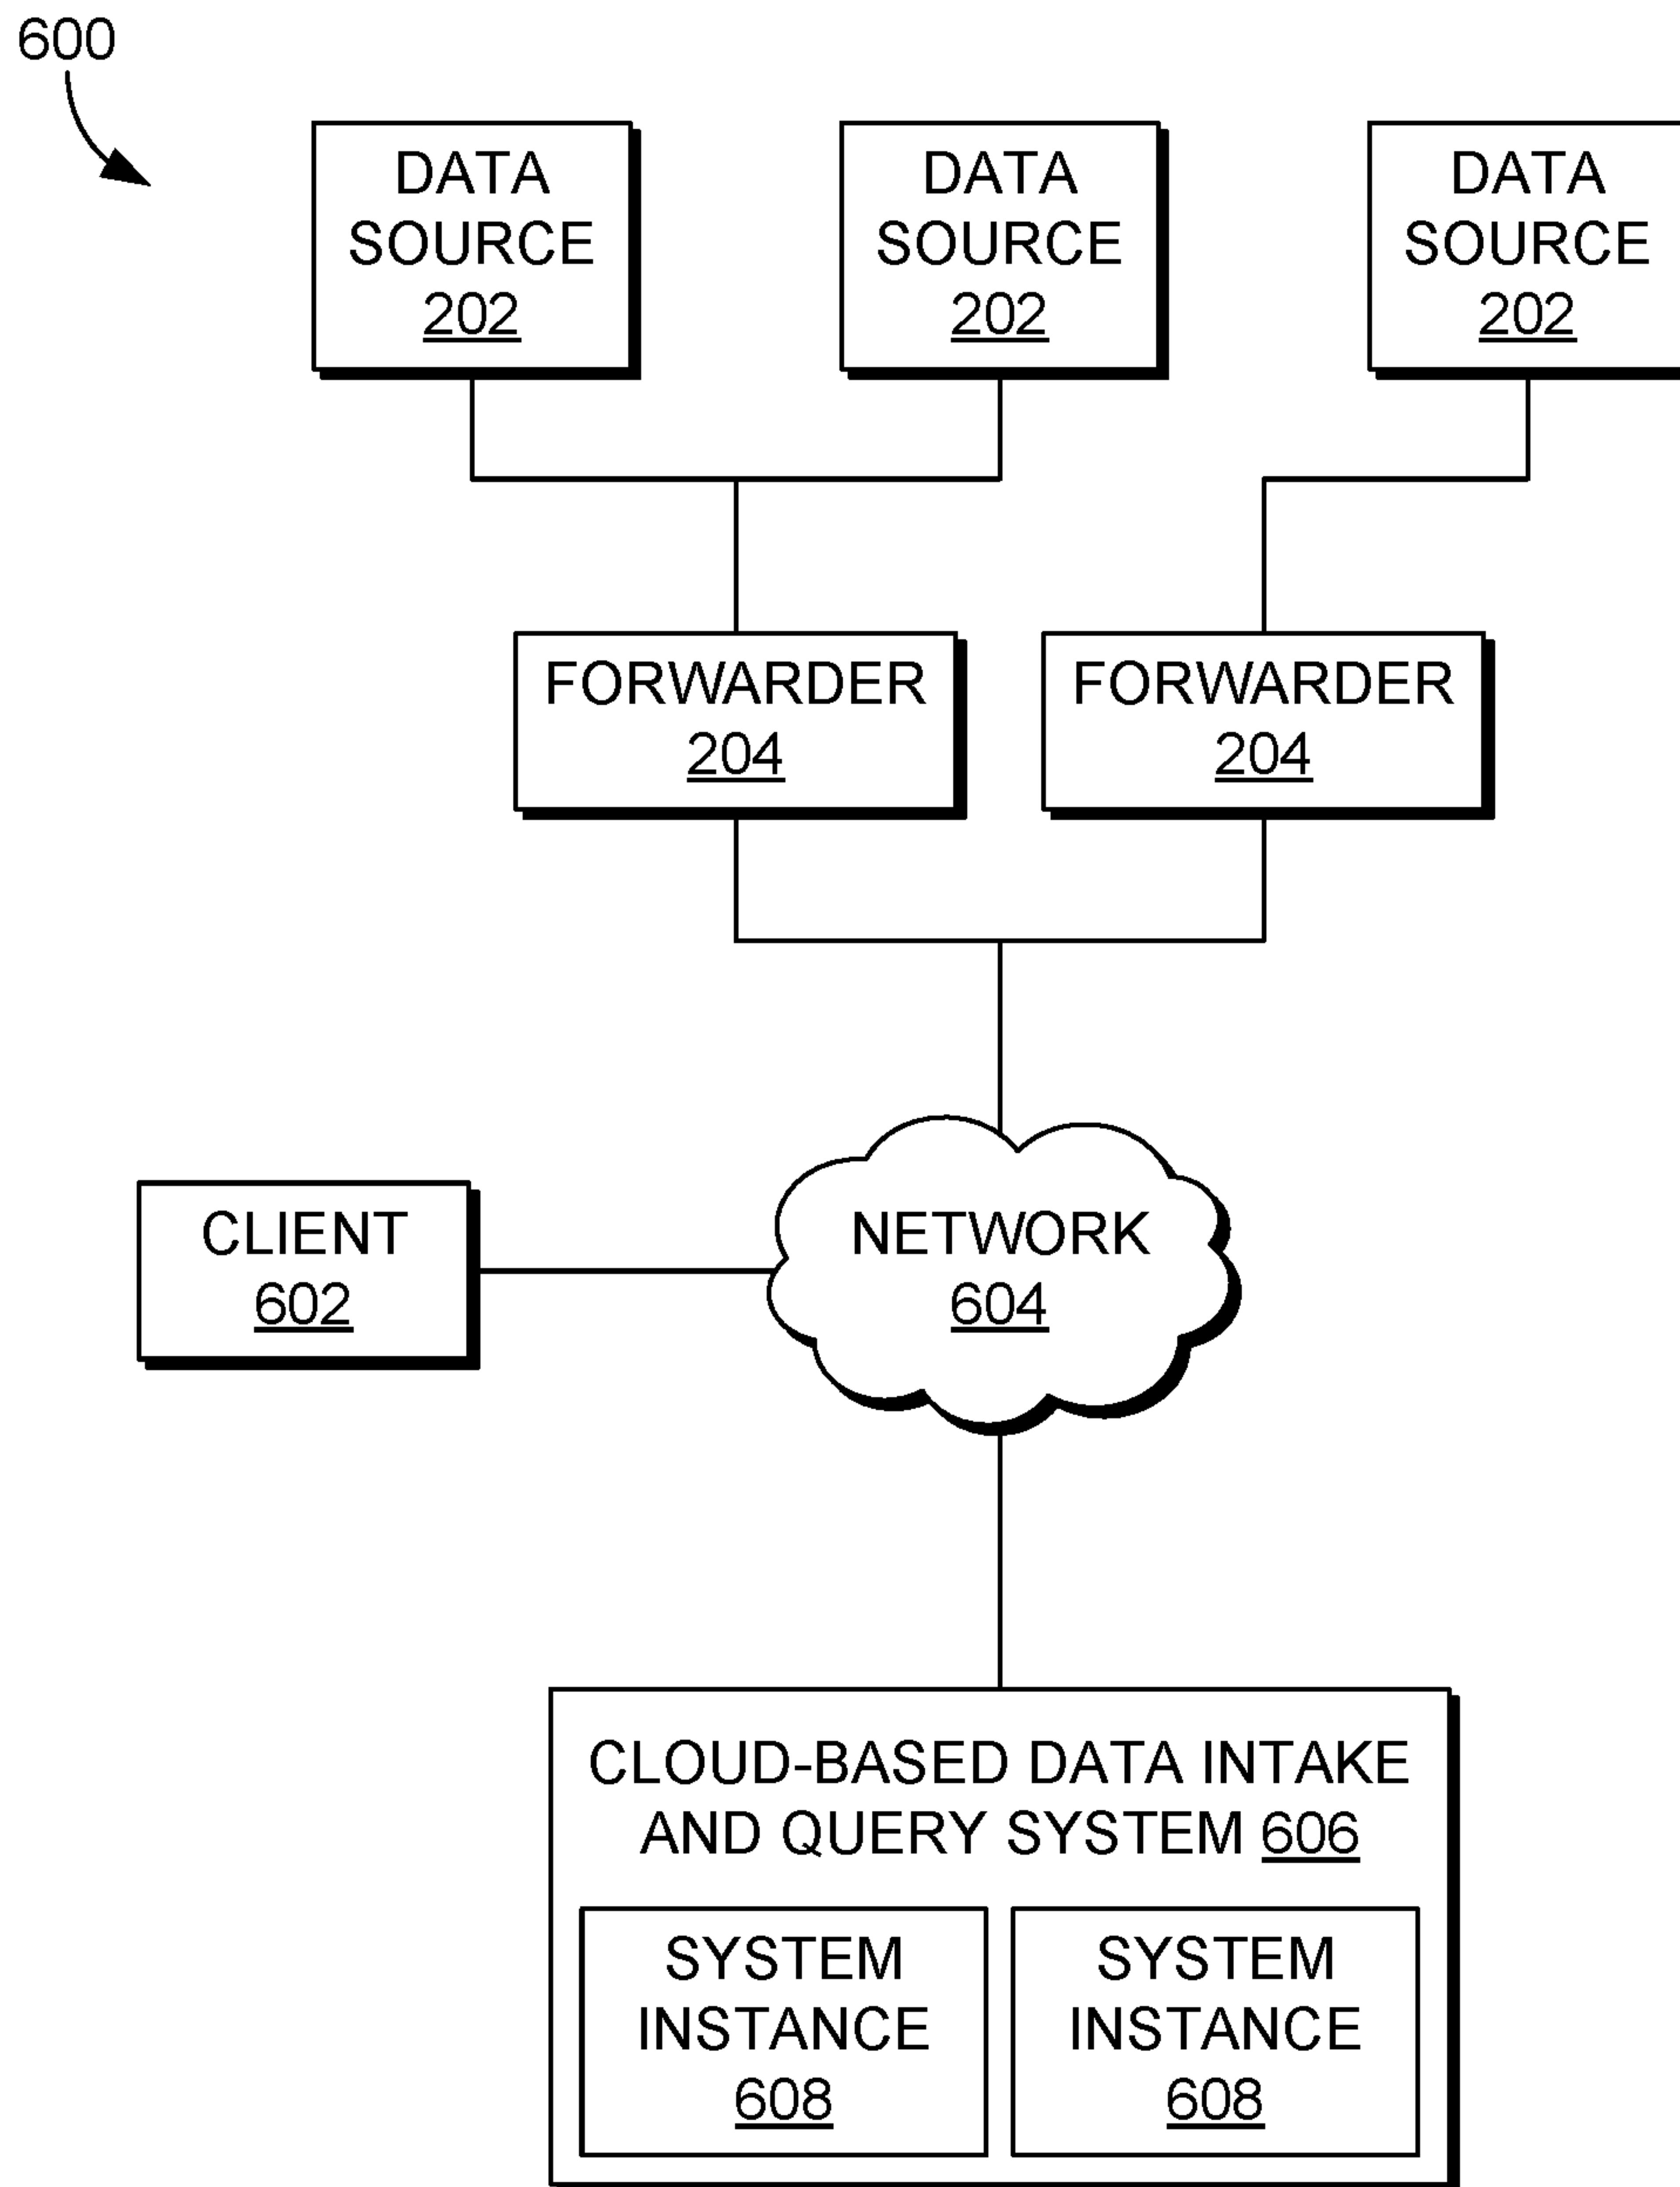 600
DATA
SOURCE
202
DATA
SOURCE
202
DATA
SOURCE
202
FORWARDER
204
FORWARDER
204
CLIENT
602
NETWORK
604
CLOUD-BASED DATA INTAKE
AND QUERY SYSTEM 606
SYSTEM
INSTANCE
608
SYSTEM
INSTANCE
608